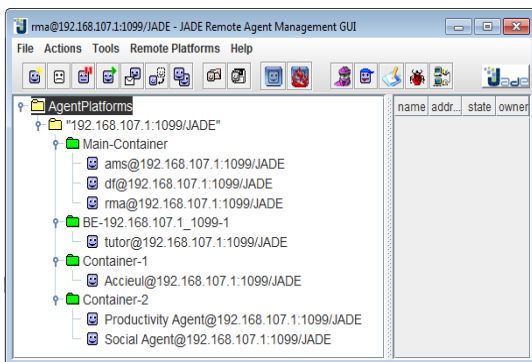 rma@192.168.107.1:1099/JADE - JADE Remote Agent Management GUI
File Actions Tools Remote Platforms Help
Jade
AgentPlatforms
name addr... state owner
"192.168.107.1:1099/JADE"
Main-Container
ams@192.168.107.1:1099/JADE
df@192.168.107.1:1099/JADE
rma@192.168.107.1:1099/JADE
BE-192.168.107.1_1099-1
tutor@192.168.107.1:1099/JADE
Container-1
Accieul@192.168.107.1:1099/JADE
Container-2
Productivity Agent@192.168.107.1:1099/JADE
Social Agent@192.168.107.1:1099/JADE